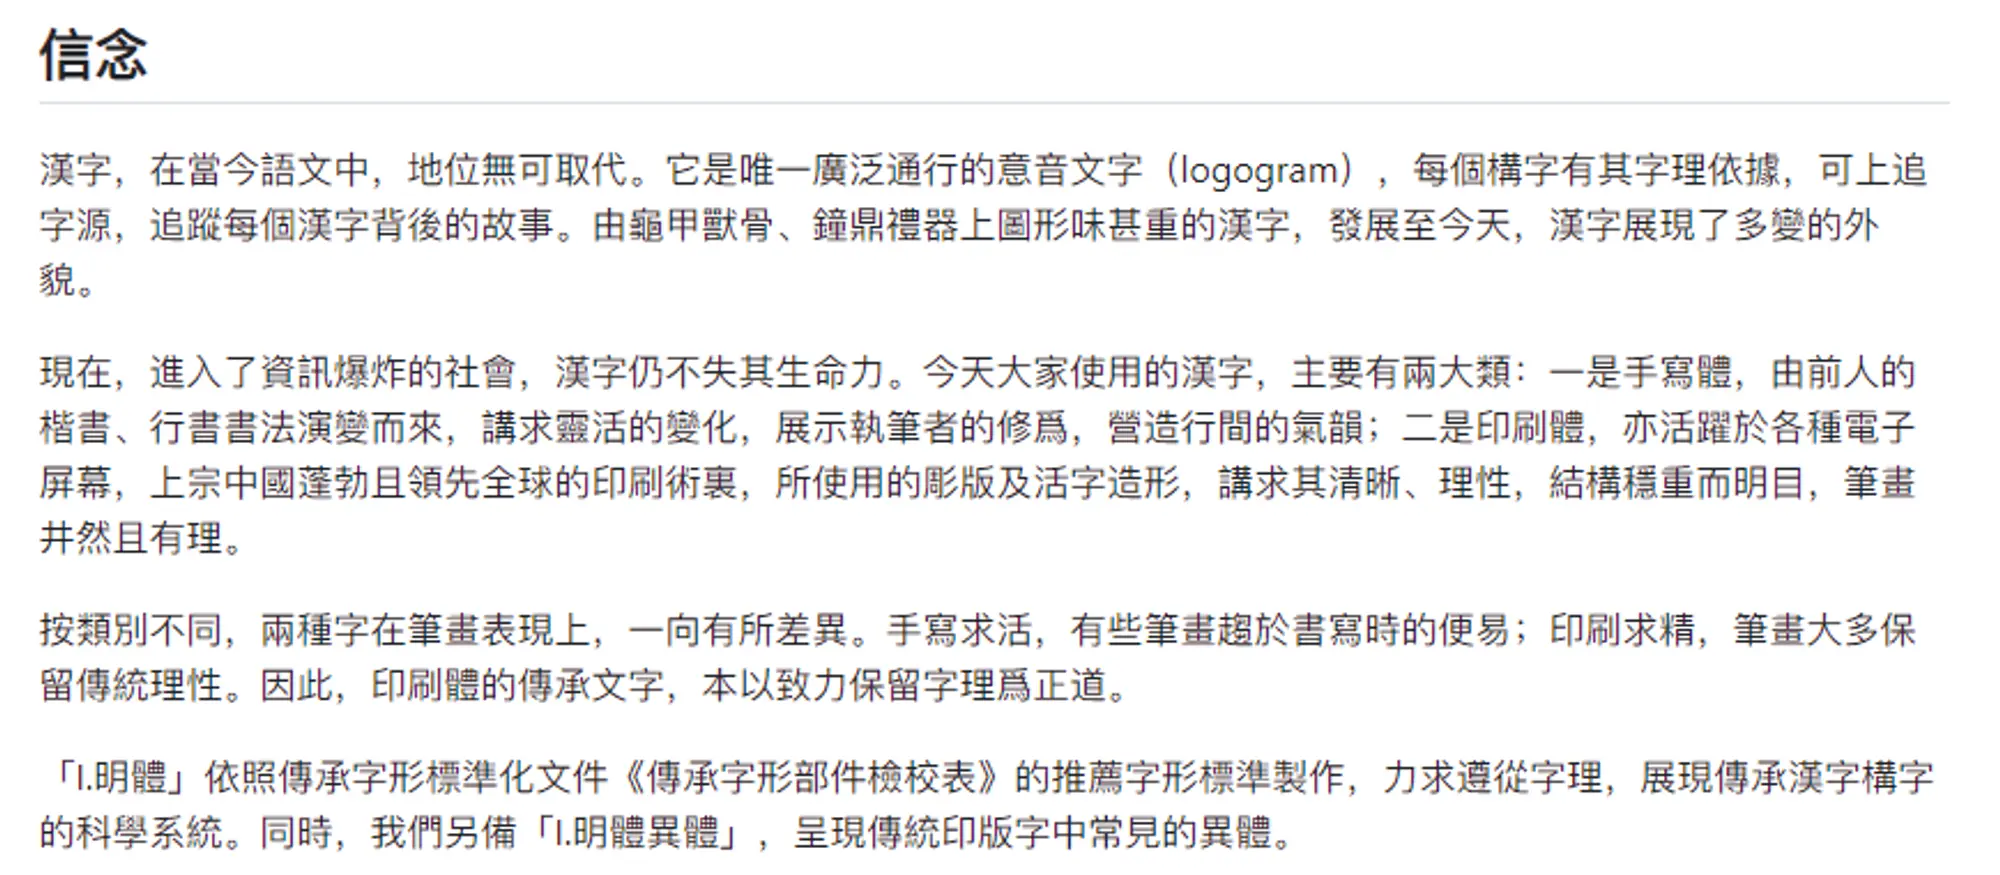 信念
漢字，在當今語文中，地位無可取代。它是唯一廣泛通行的意音文字（logogram），每個構字有其字理依據，可上追
字源，追蹤每個漢字背後的故事。由龜甲獸骨、鐘鼎禮器上圖形味甚重的漢字，發展至今天，漢字展現了多變的外
貌。
現在，進入了資訊爆炸的社會，漢字仍不失其生命力。今天大家使用的漢字，主要有兩大類：一是手寫體，由前人的
楷書、行書書法演變而來，講求靈活的變化，展示執筆者的修爲，營造行間的氣韻；二是印刷體，亦活躍於各種電子
屏幕，上宗中國蓬勃且領先全球的印刷術裏，所使用的彫版及活字造形，講求其清晰、理性，結構穩重而明目，筆畫
井然且有理。
按類別不同，兩種字在筆畫表現上，一向有所差異。手寫求活，有些筆畫趨於書寫時的便易；印刷求精，筆畫大多保
留傳統理性。因此，印刷體的傳承文字，本以致力保留字理爲正道。
「I.明體」依照傳承字形標準化文件《傳承字形部件檢校表》的推薦字形標準製作，力求遵從字理，展現傳承漢字構字
的科學系統。同時，我們另備「I.明體異體」，呈現傳統印版字中常見的異體。